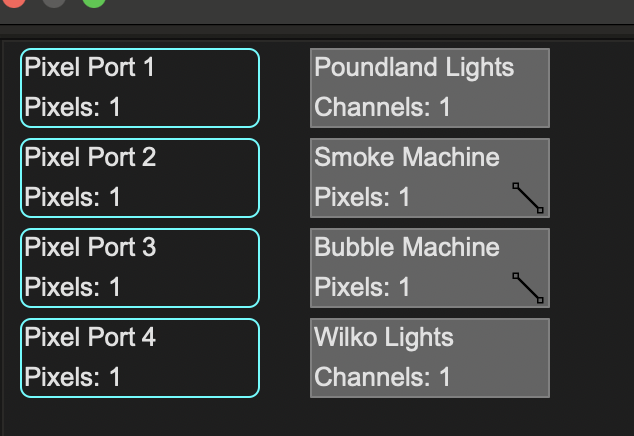 Pixel Port 1
Pixels: 1
Poundland Lights
Channels: 1
Pixel Port 2
Pixels: 1
Smoke Machine
Pixels: 1
Pixel Port 3
Pixels: 1
Bubble Machine
Pixels: 1
Pixel Port 4
Pixels: 1
Wilko Lights
Channels: 1